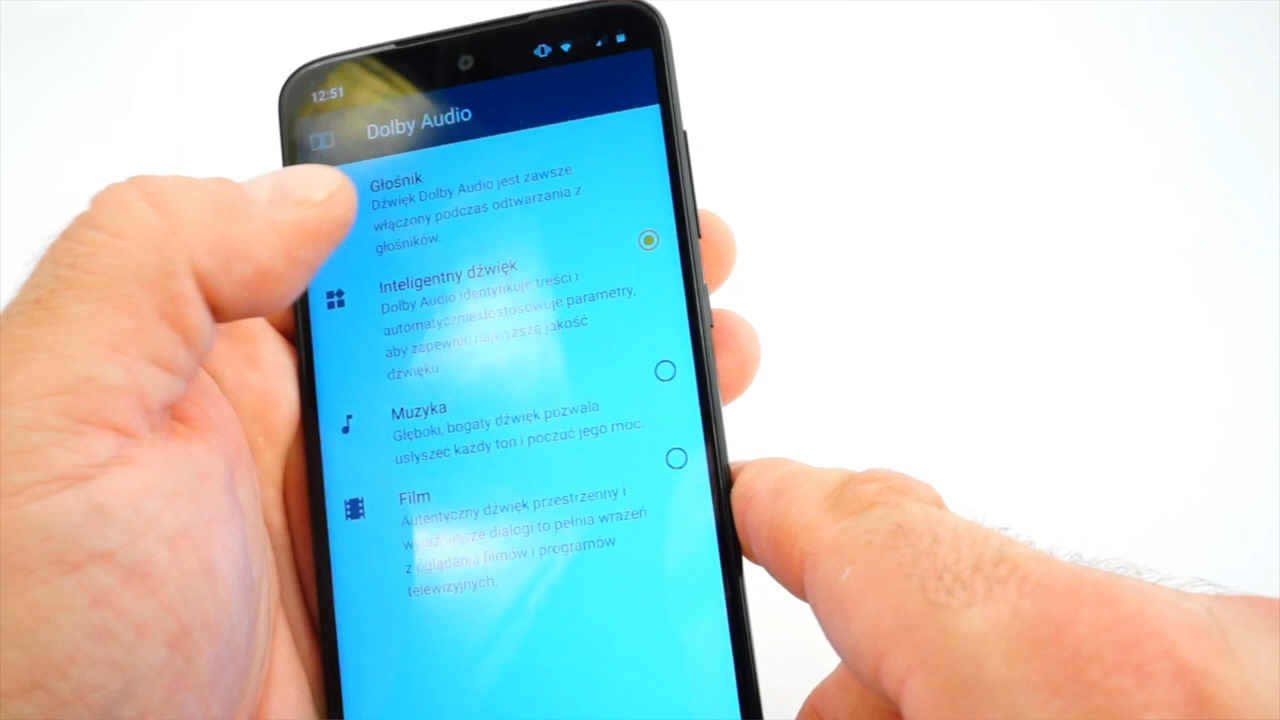 12:51
Dolby Audio
Głośnik
Dźwięk Dolby Audio jest zawsze
włączony podczas odtwarzania z
głośników.
Inteligentny dźwięk
Dolby Audio identyfikuje treści i
automatycznie dostosowuje parametry,
aby zapewnić najwyższą jakość
dźwięku.
Muzyka
Głęboki, bogaty dźwięk pozwala
usłyszeć każdy ton i poczuć jego moc.
Film
Autentyczny dźwięk przestrzenny i
wyraźniejsze dialogi to pełnia wrażeń
z oglądania filmów i programów
telewizyjnych.